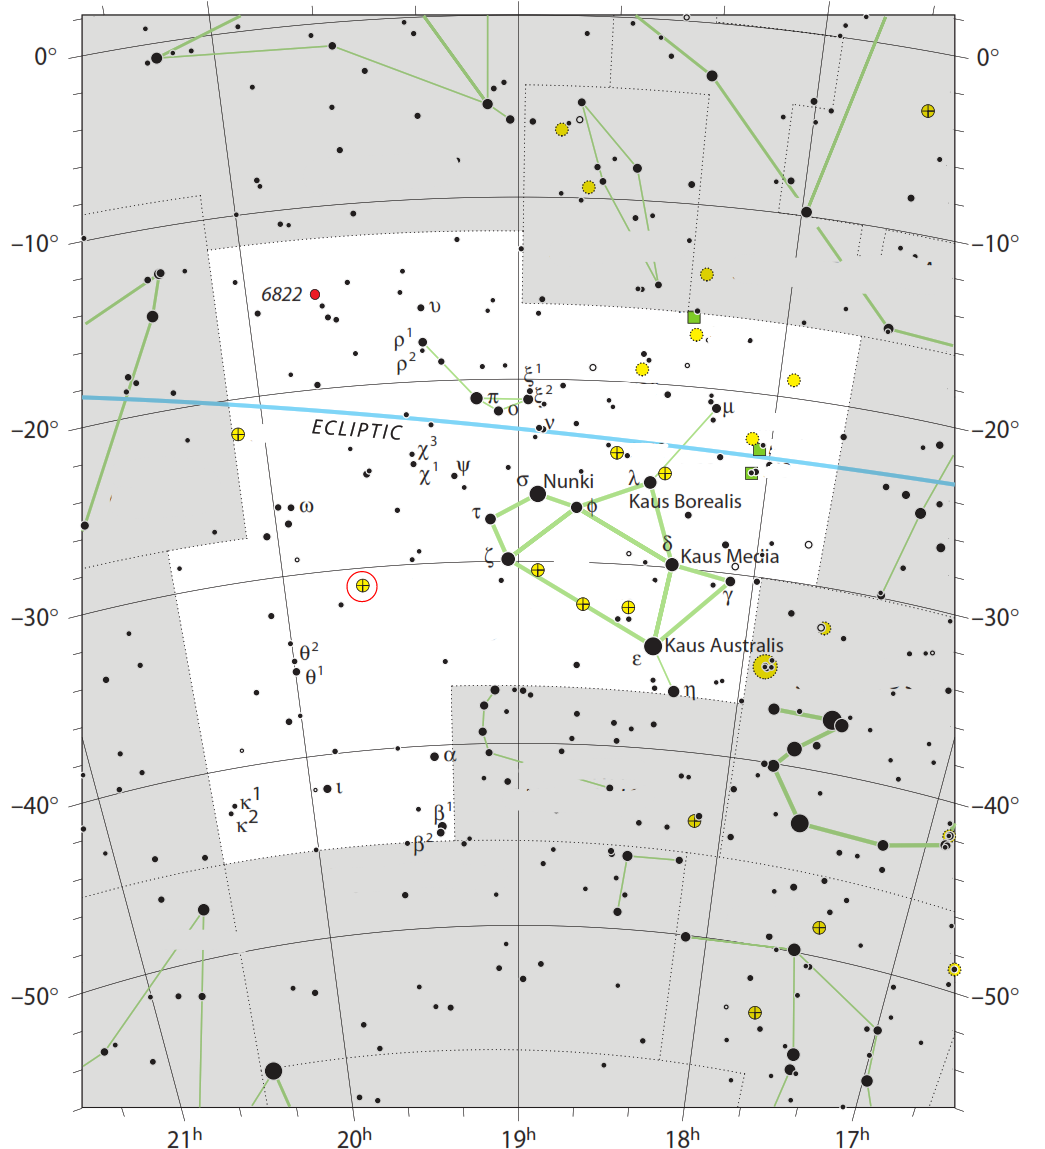 0° 0°
6822
υ
–10° –10°
ρ¹
ρ²
ξ¹
π ο ξ²
ν
μ
–20° ECLIPTIC –20°
χ³
χ¹ ψ
σ Nunki λ
Kaus Borealis
ω τ φ
ζ δ Kaus Media
γ
–30° –30°
θ²
θ¹
ε Kaus Australis
η
α
ι
–40° κ¹ –40°
κ²
β¹
β²
–50° –50°
21ʰ 20ʰ 19ʰ 18ʰ 17ʰ